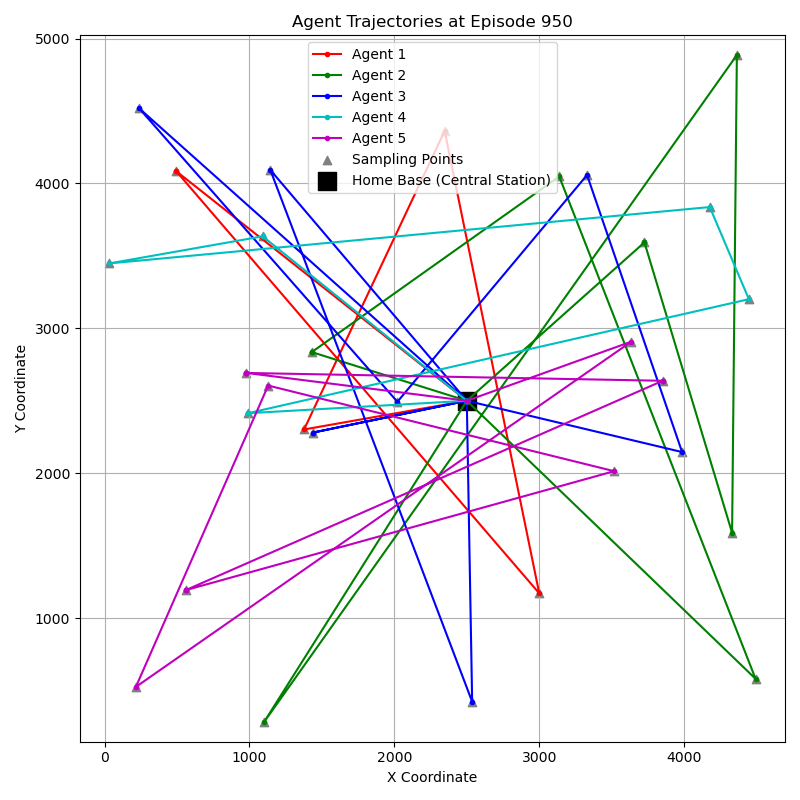 Agent Trajectories at Episode 950
Agent 1
Agent 2
Agent 3
Agent 4
Agent 5
Sampling Points
Home Base (Central Station)
5000
4000
3000
2000
1000
Y Coordinate
0 1000 2000 3000 4000
X Coordinate